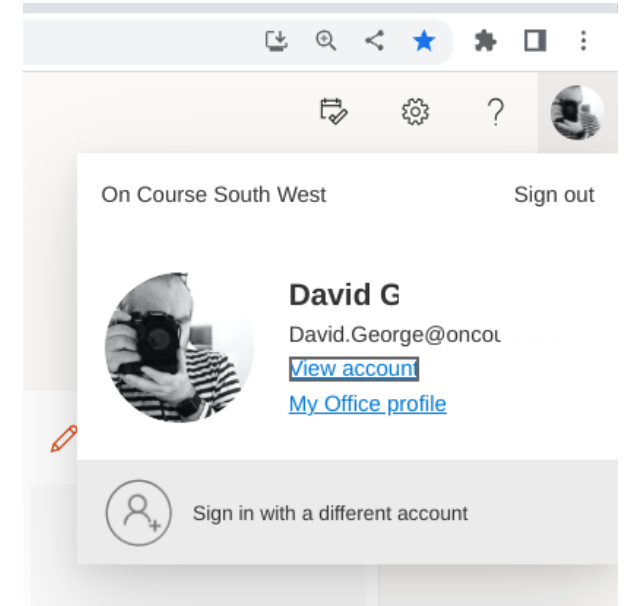 On Course South West
Sign out
David G
David.George@oncou
View account
My Office profile
Sign in with a different account